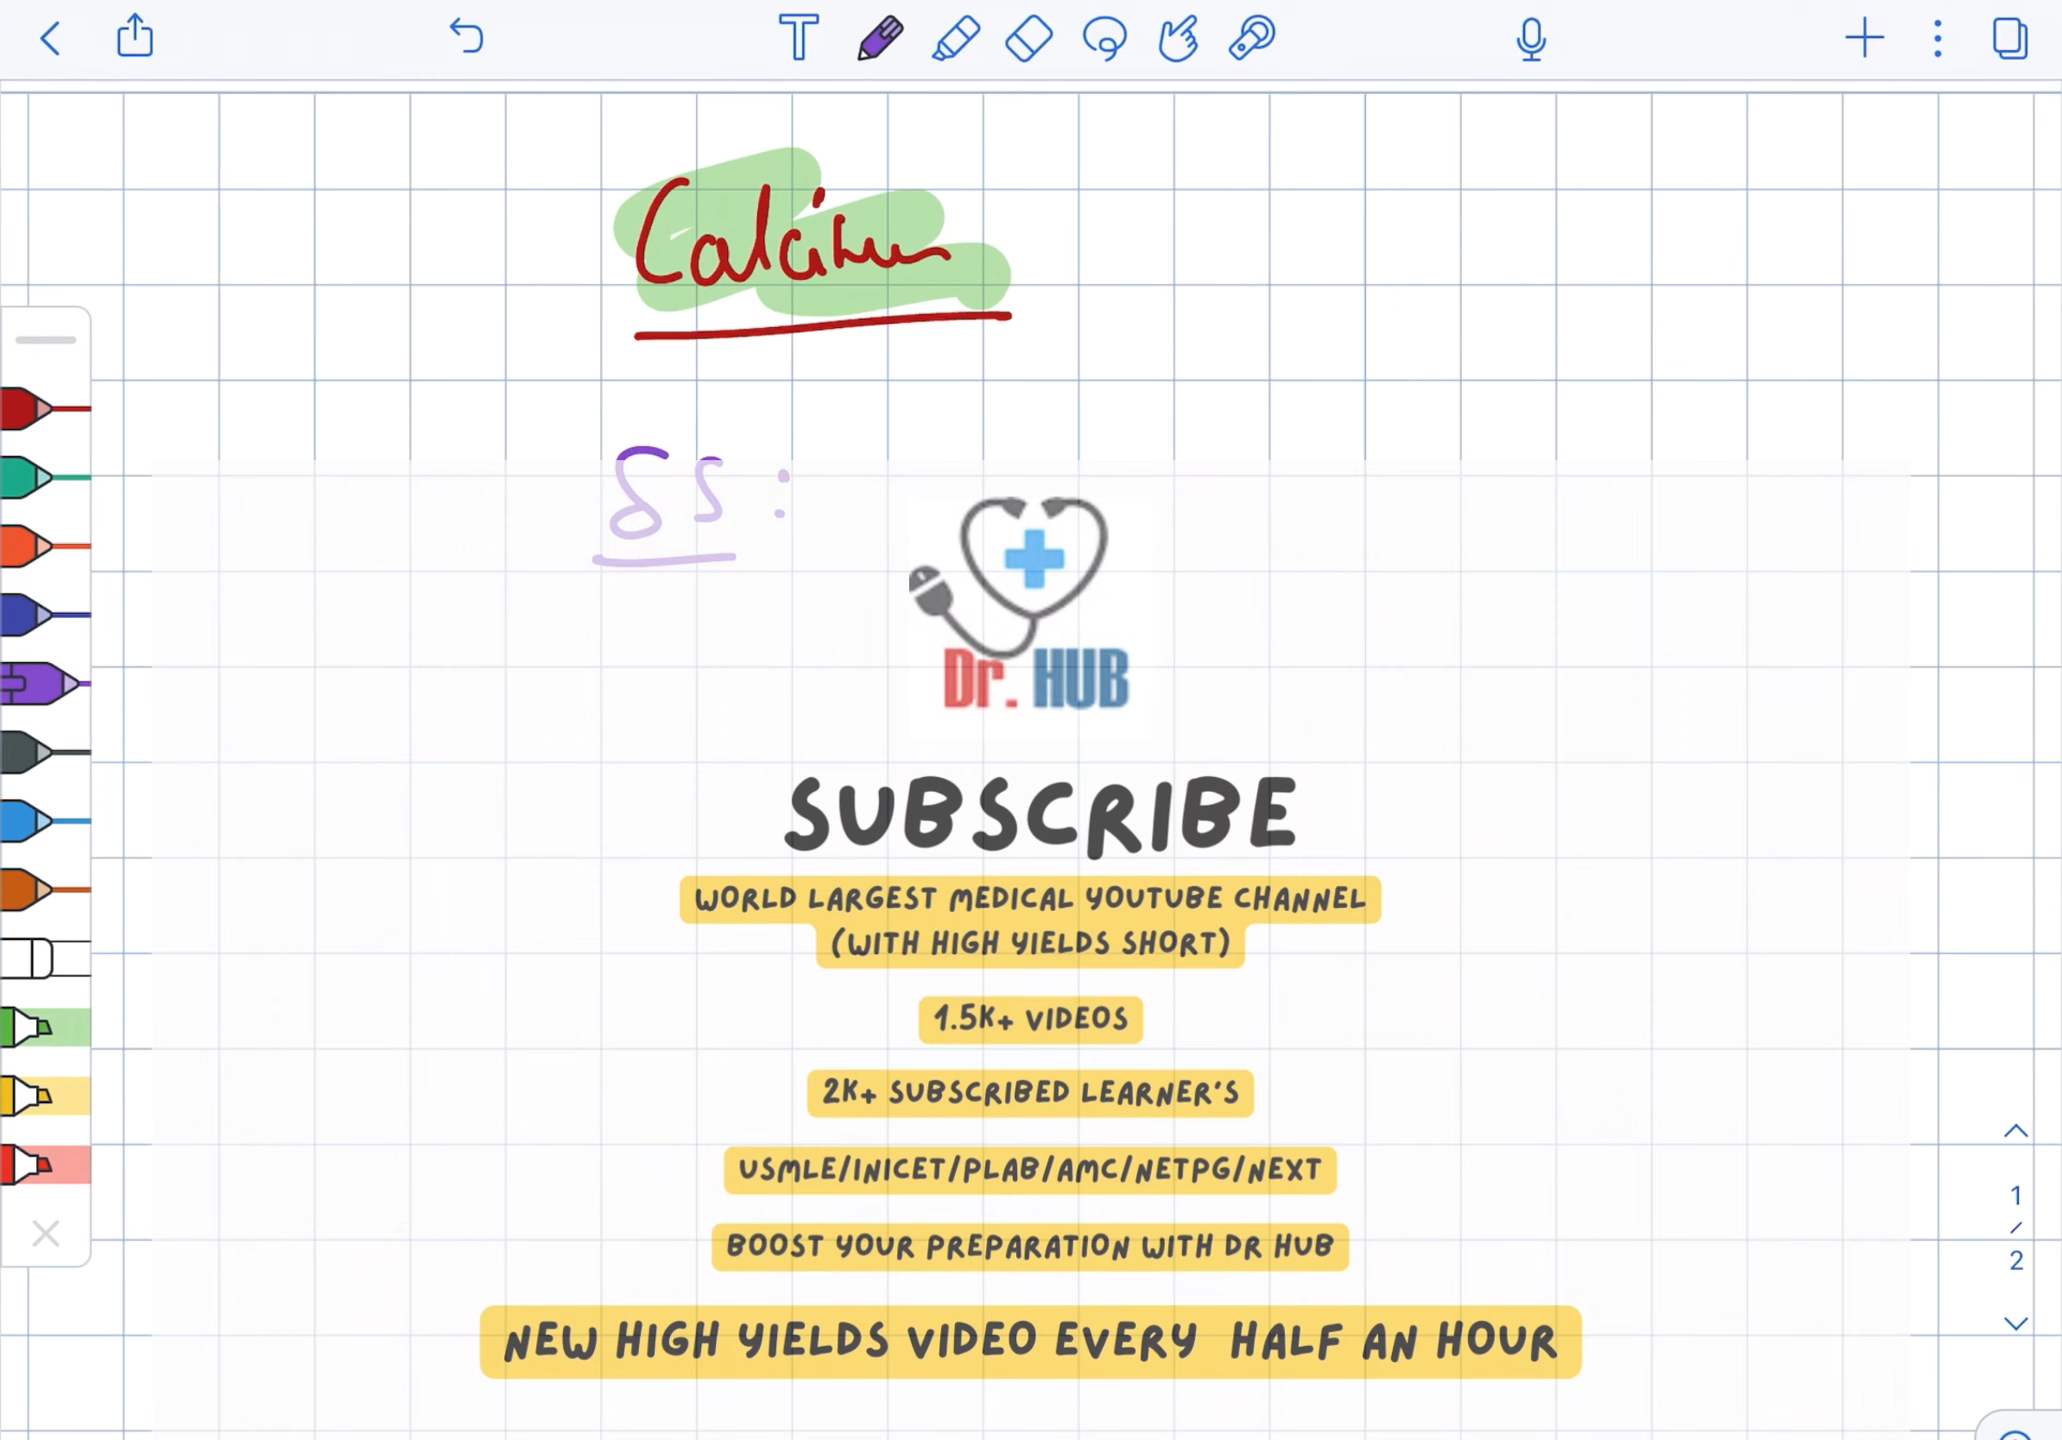 Calcium
SS:
Dr. HUB
SUBSCRIBE
WORLD LARGEST MEDICAL YOUTUBE CHANNEL
(WITH HIGH YIELDS SHORT)
1.5K+ VIDEOS
2K+ SUBSCRIBED LEARNER'S
USMLE/INICET/PLAB/AMC/NETPG/NEXT
BOOST YOUR PREPARATION WITH DR HUB
NEW HIGH YIELDS VIDEO EVERY HALF AN HOUR
1
/
2